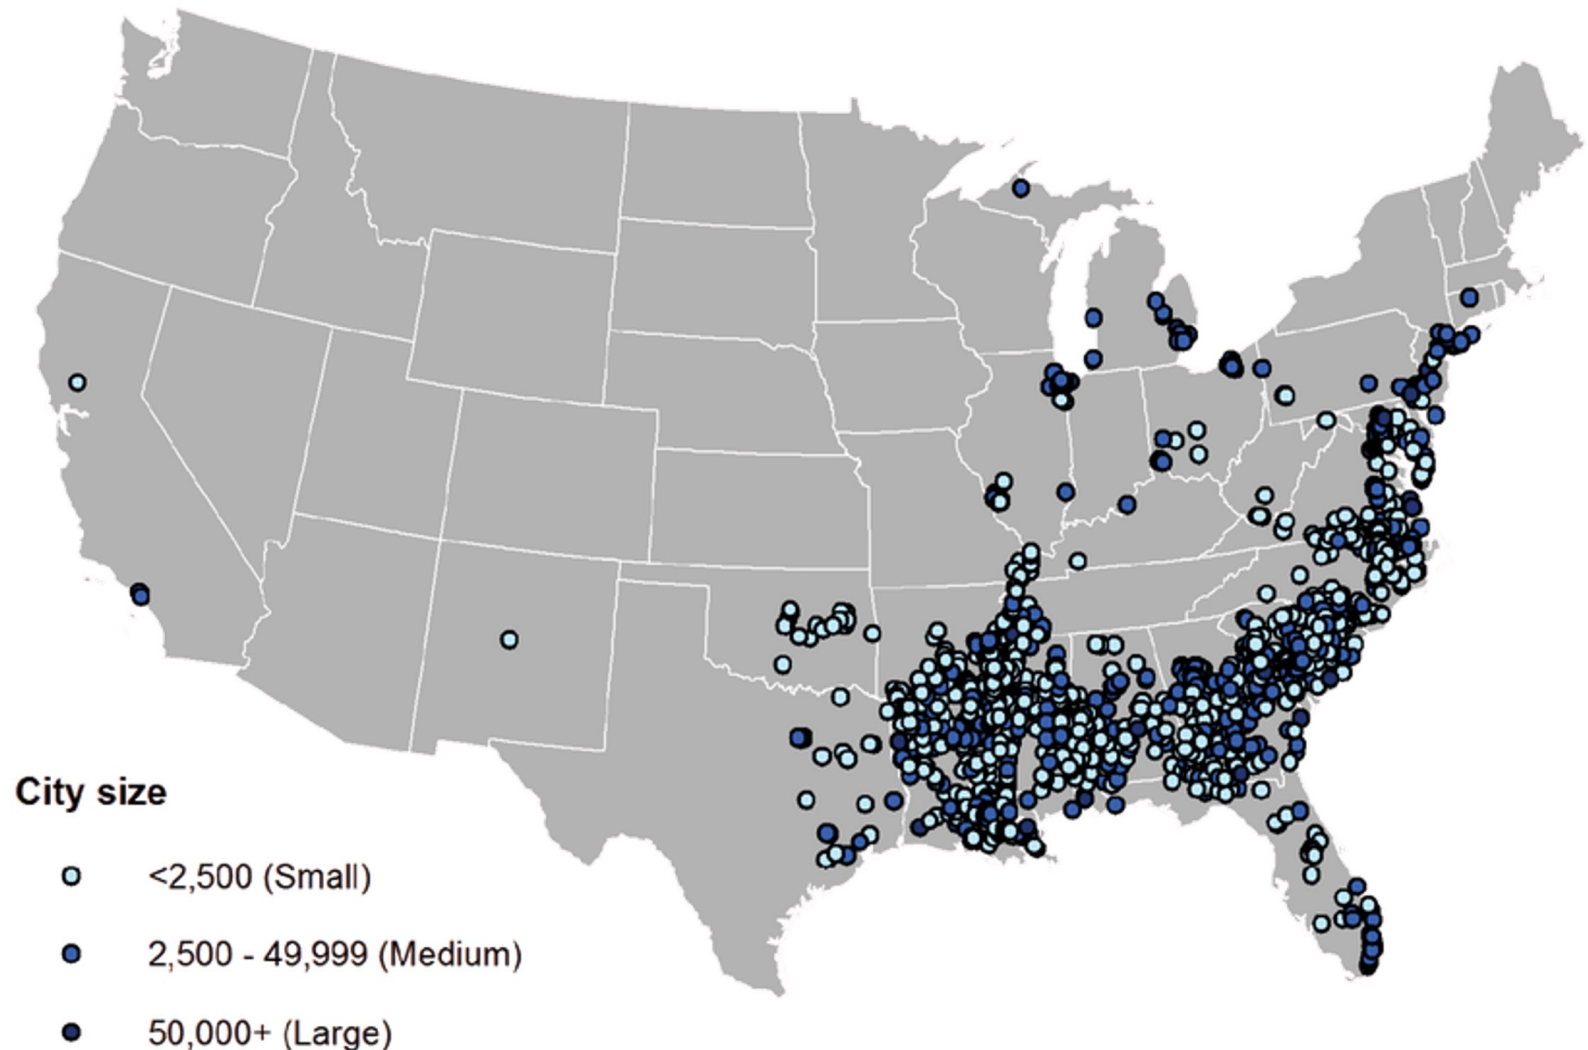 City size
<2,500 (Small)
2,500 - 49,999 (Medium)
50,000+ (Large)